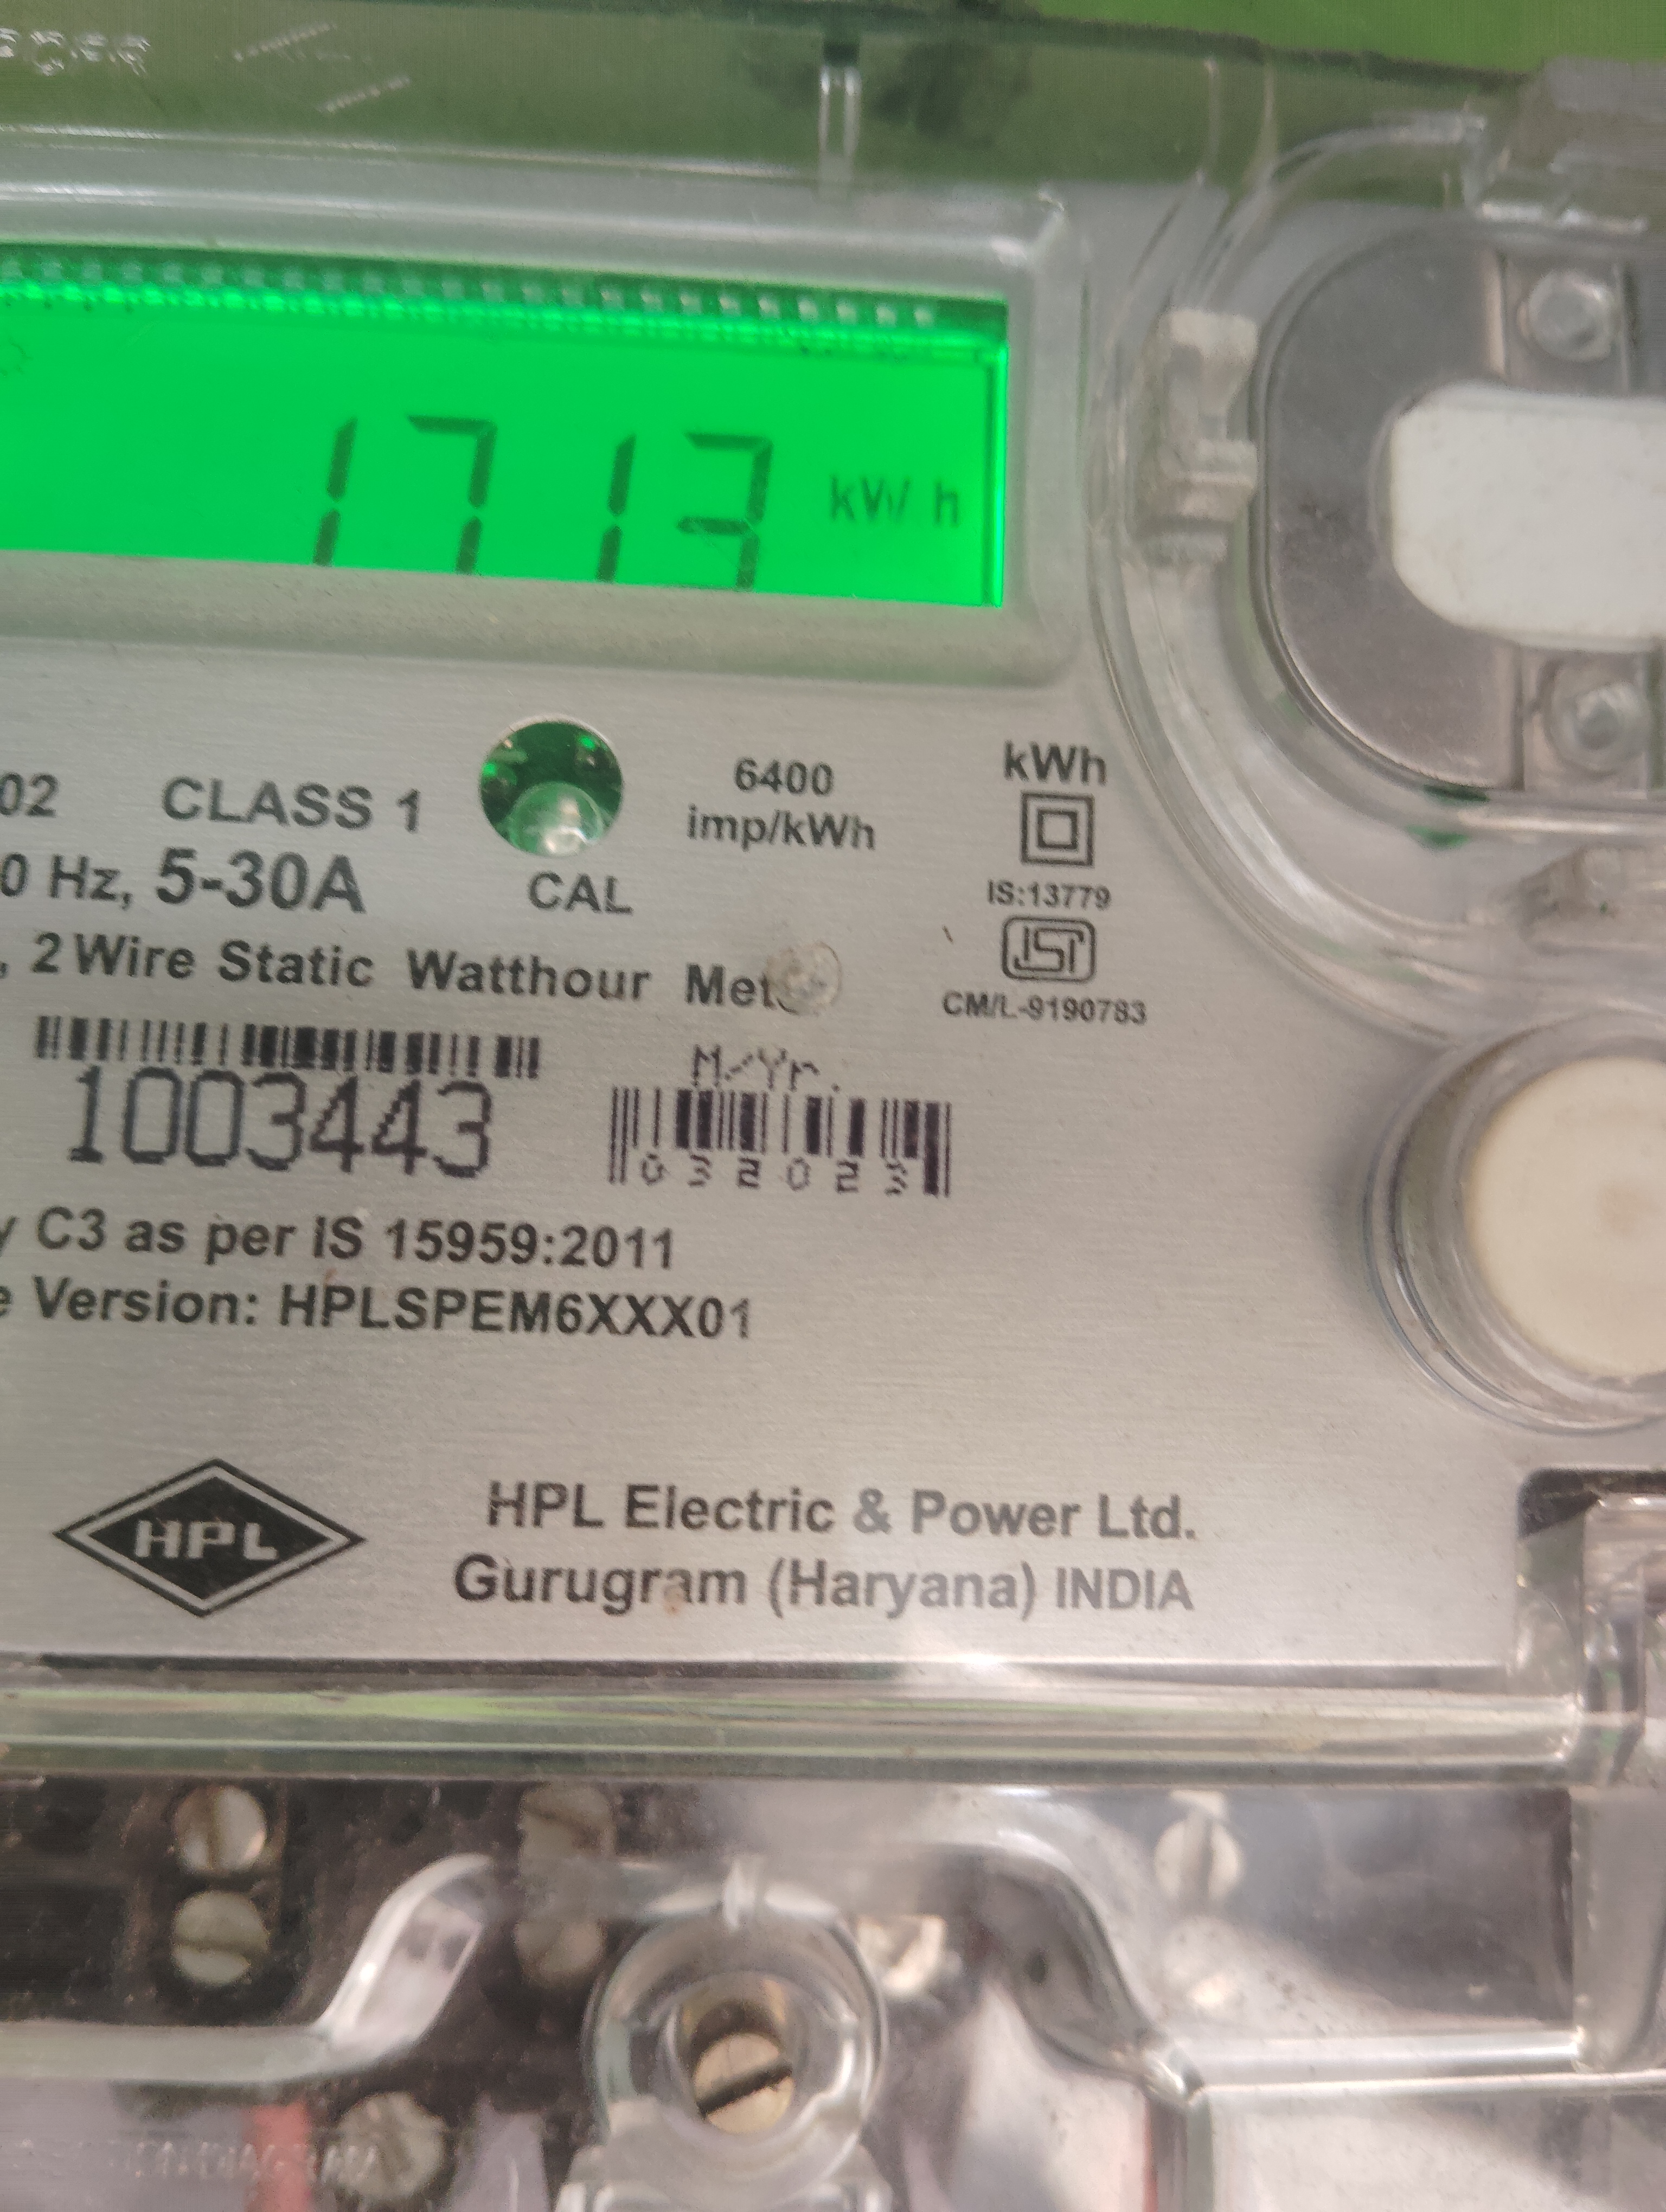 1713 kWh
02 CLASS 1
6400
imp/kWh
kWh
0 Hz, 5-30A
CAL
IS:13779
, 2 Wire Static Watthour
ISI
CM/L-9190783
1003443
M/Yr.
032023
y C3 as per IS 15959:2011
e Version: HPLSPEM6XXX01
HPL
HPL Electric & Power Ltd.
Gurugram (Haryana) INDIA